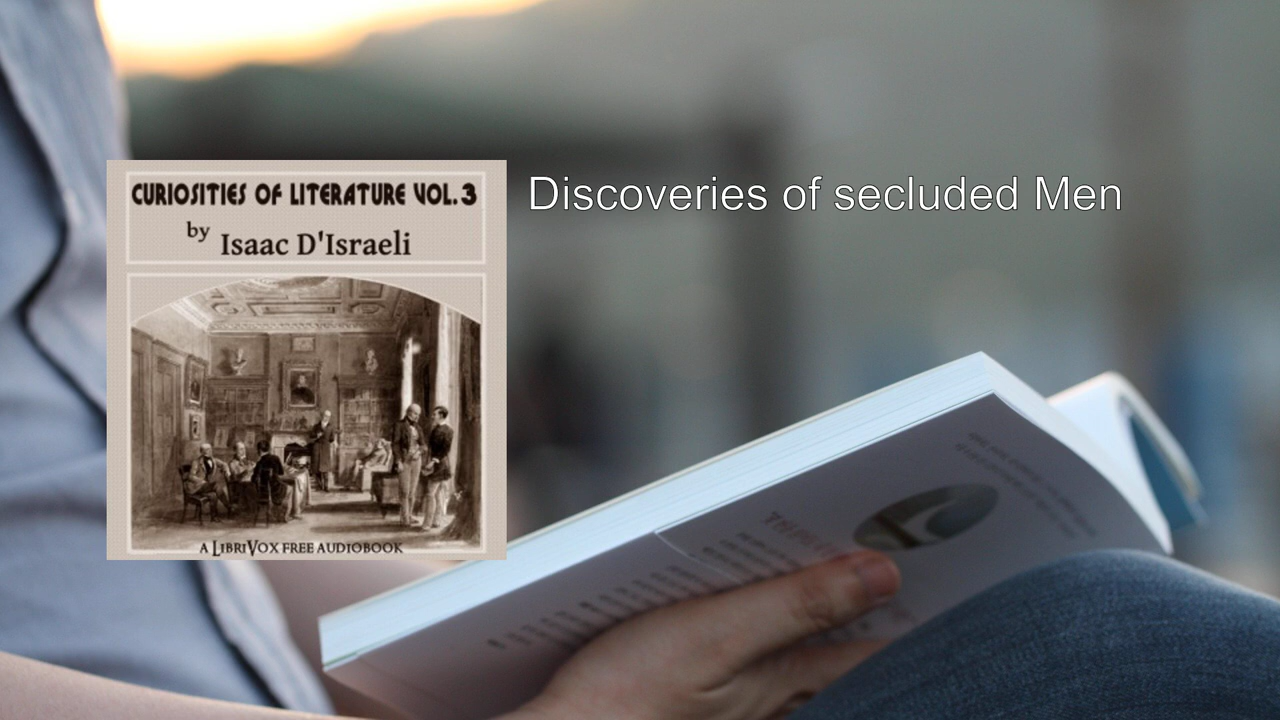 CURIOSITIES OF LITERATURE VOL.3
by Isaac D'Israeli
A LIBRIVOX FREE AUDIOBOOK
Discoveries of secluded Men